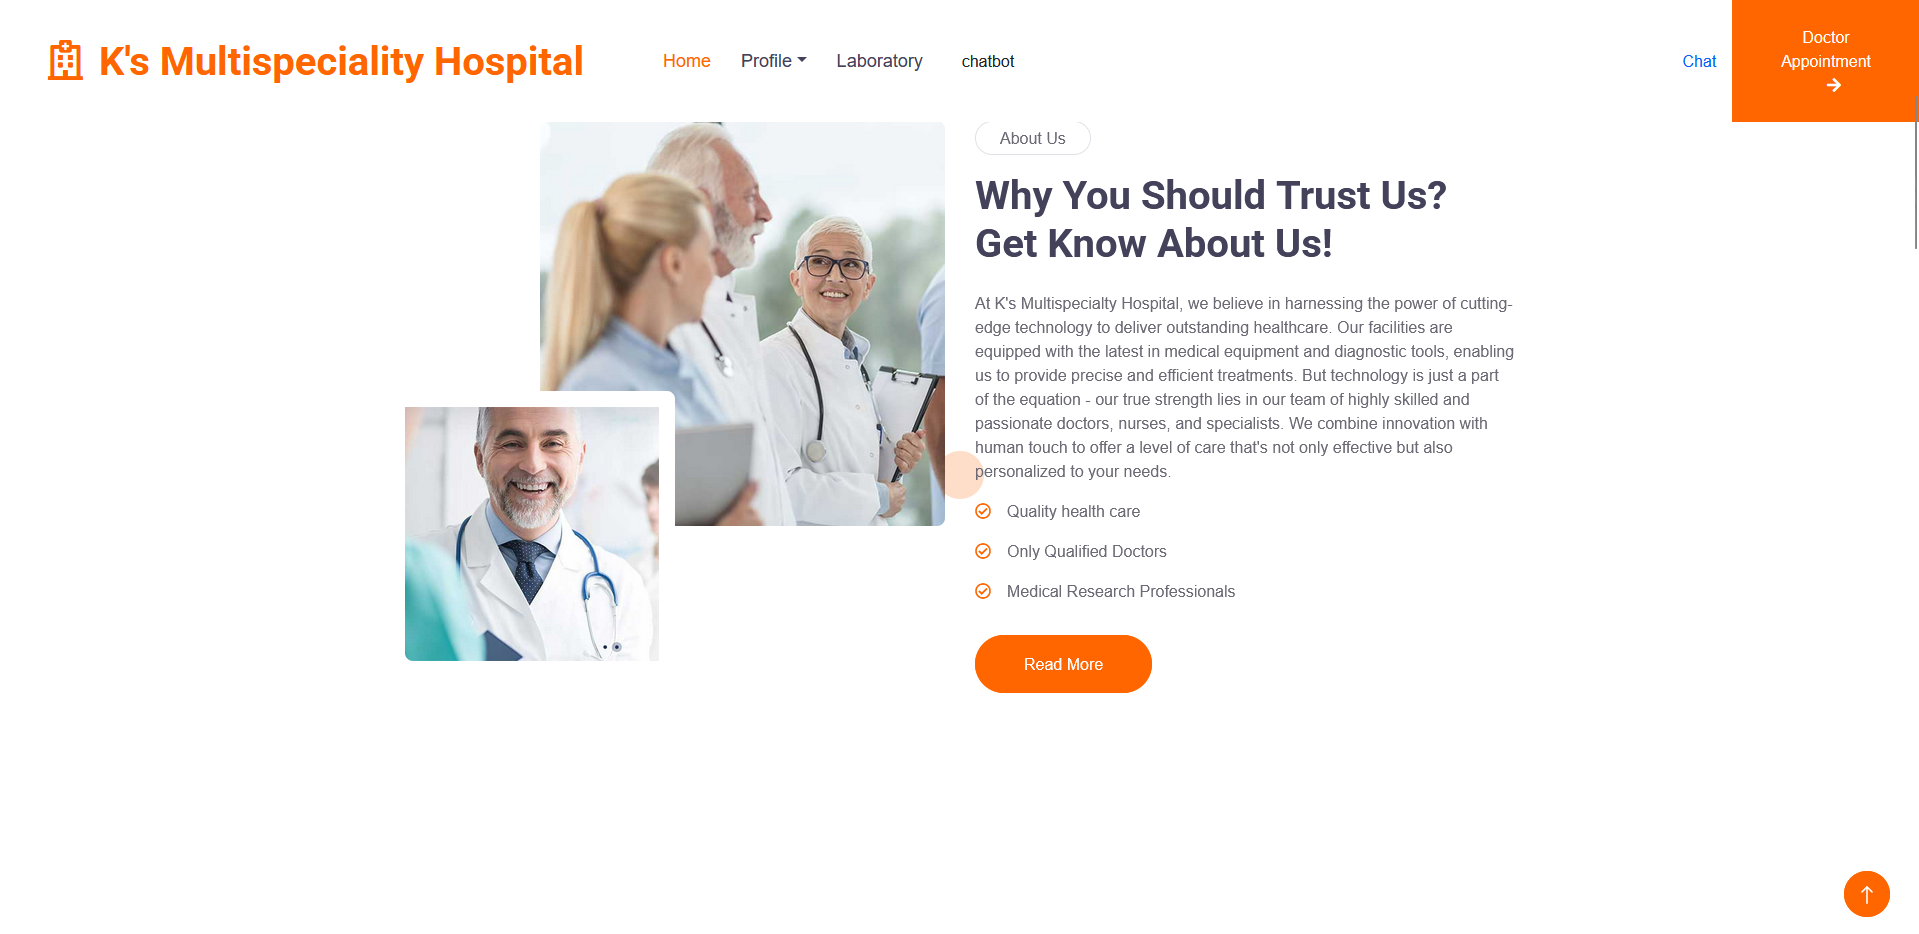 K's Multispeciality Hospital
Home
Profile
Laboratory
chatbot
Chat
Doctor
Appointment
About Us
Why You Should Trust Us?
Get Know About Us!
At K's Multispecialty Hospital, we believe in harnessing the power of cutting-
edge technology to deliver outstanding healthcare. Our facilities are
equipped with the latest in medical equipment and diagnostic tools, enabling
us to provide precise and efficient treatments. But technology is just a part
of the equation - our true strength lies in our team of highly skilled and
passionate doctors, nurses, and specialists. We combine innovation with
human touch to offer a level of care that's not only effective but also
personalized to your needs.
Quality health care
Only Qualified Doctors
Medical Research Professionals
Read More